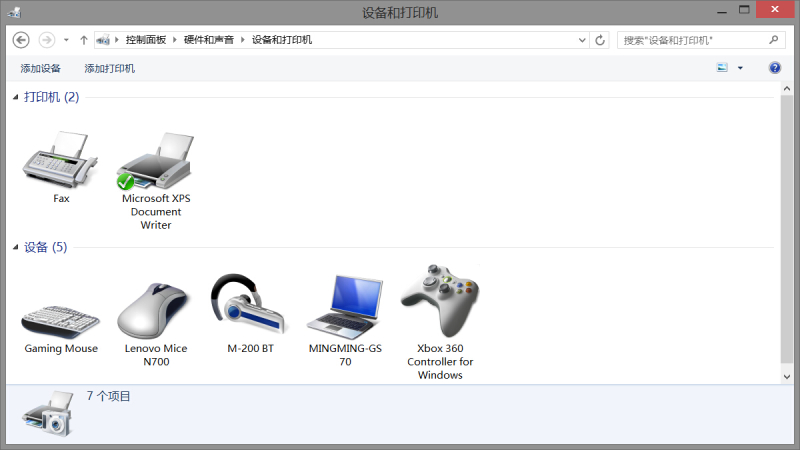 设备和打印机
控制面板 硬件和声音 设备和打印机
搜索"设备和打印机"
添加设备 添加打印机
打印机 (2)
Fax
Microsoft XPS
Document
Writer
设备 (5)
Gaming Mouse
Lenovo Mice
N700
M-200 BT
MINGMING-GS
70
Xbox 360
Controller for
Windows
7 个项目